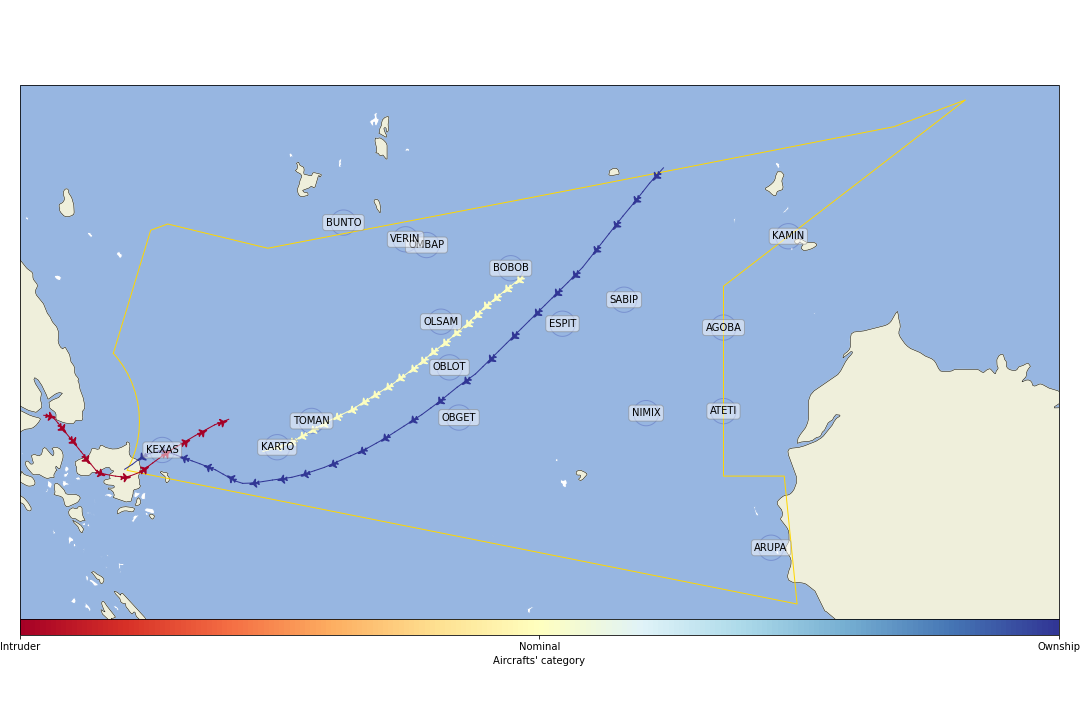 BUNTO
VERIN
OMBAP
KAMIN
BOBOB
SABIP
OLSAM
ESPIT
AGOBA
OBLOT
ATETI
NIMIX
OBGET
TOMAN
KARTO
KEXAS
ARUPA
Intruder
Nominal
Ownship
Aircrafts' category